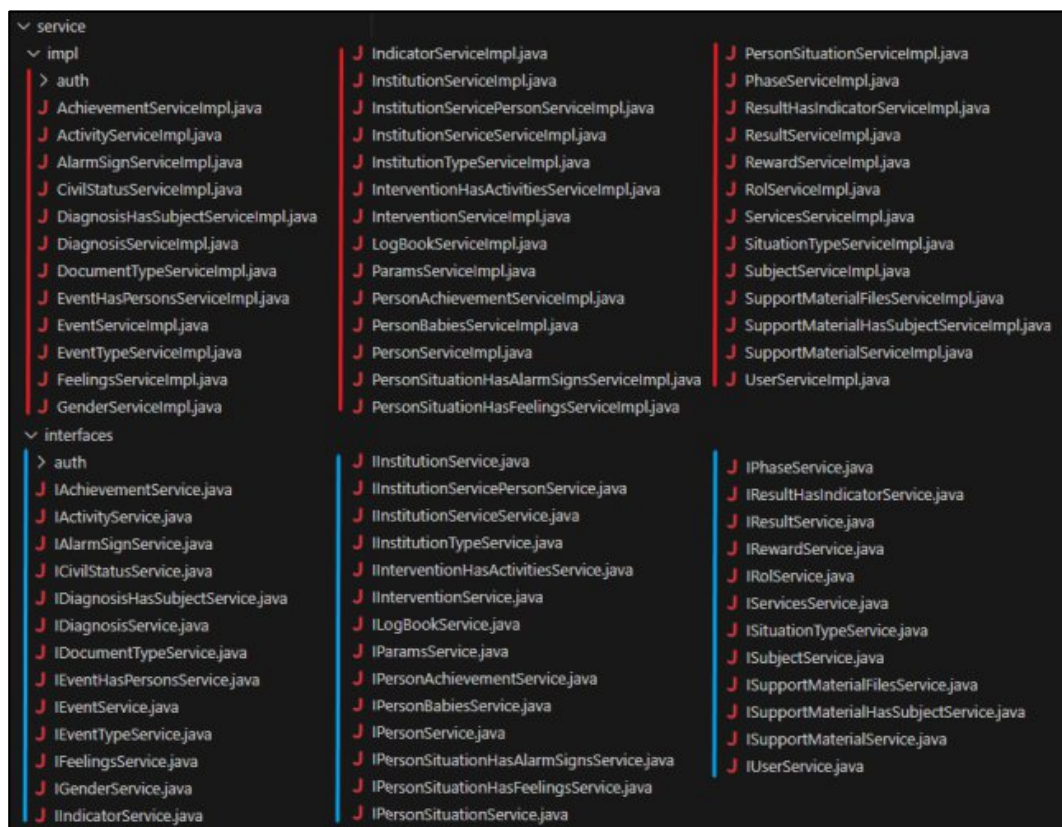 service
impl
auth
AchievementServiceImpl.java
ActivityServiceImpl.java
AlarmSignServiceImpl.java
CivilStatusServiceImpl.java
DiagnosisHasSubjectServiceImpl.java
DiagnosisServiceImpl.java
DocumentTypeServiceImpl.java
EventHasPersonsServiceImpl.java
EventServiceImpl.java
EventTypeServiceImpl.java
FeelingsServiceImpl.java
GenderServiceImpl.java
IndicatorServiceImpl.java
InstitutionServiceImpl.java
InstitutionServicePersonServiceImpl.java
InstitutionServiceServiceImpl.java
InstitutionTypeServiceImpl.java
InterventionHasActivitiesServiceImpl.java
InterventionServiceImpl.java
LogBookServiceImpl.java
ParamsServiceImpl.java
PersonAchievementServiceImpl.java
PersonBabiesServiceImpl.java
PersonServiceImpl.java
PersonSituationHasAlarmSignsServiceImpl.java
PersonSituationHasFeelingsServiceImpl.java
PersonSituationServiceImpl.java
PhaseServiceImpl.java
ResultHasIndicatorServiceImpl.java
ResultServiceImpl.java
RewardServiceImpl.java
RolServiceImpl.java
ServicesServiceImpl.java
SituationTypeServiceImpl.java
SubjectServiceImpl.java
SupportMaterialFilesServiceImpl.java
SupportMaterialHasSubjectServiceImpl.java
SupportMaterialServiceImpl.java
UserServiceImpl.java
interfaces
auth
IAchievementService.java
IActivityService.java
IAlarmSignService.java
ICivilStatusService.java
IDiagnosisHasSubjectService.java
IDiagnosisService.java
IDocumentTypeService.java
IEventHasPersonsService.java
IEventService.java
IEventTypeService.java
IFeelingsService.java
IGenderService.java
IIndicatorService.java
IInstitutionService.java
IInstitutionServicePersonService.java
IInstitutionServiceService.java
IInstitutionTypeService.java
IInterventionHasActivitiesService.java
IInterventionService.java
ILogBookService.java
IParamsService.java
IPersonAchievementService.java
IPersonBabiesService.java
IPersonService.java
IPersonSituationHasAlarmSignsService.java
IPersonSituationHasFeelingsService.java
IPersonSituationService.java
IPhaseService.java
IResultHasIndicatorService.java
IResultService.java
IRewardService.java
IRolService.java
IServicesService.java
ISituationTypeService.java
ISubjectService.java
ISupportMaterialFilesService.java
ISupportMaterialHasSubjectService.java
ISupportMaterialService.java
IUserService.java